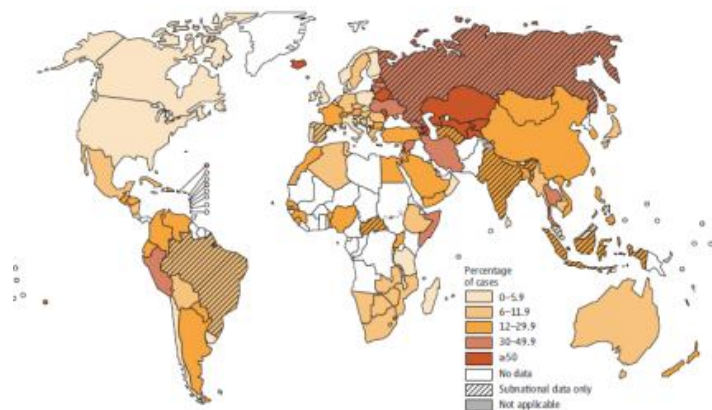 Percentage
of cases
0–5.9
6–11.9
12–29.9
30–49.9
≥50
No data
Subnational data only
Not applicable